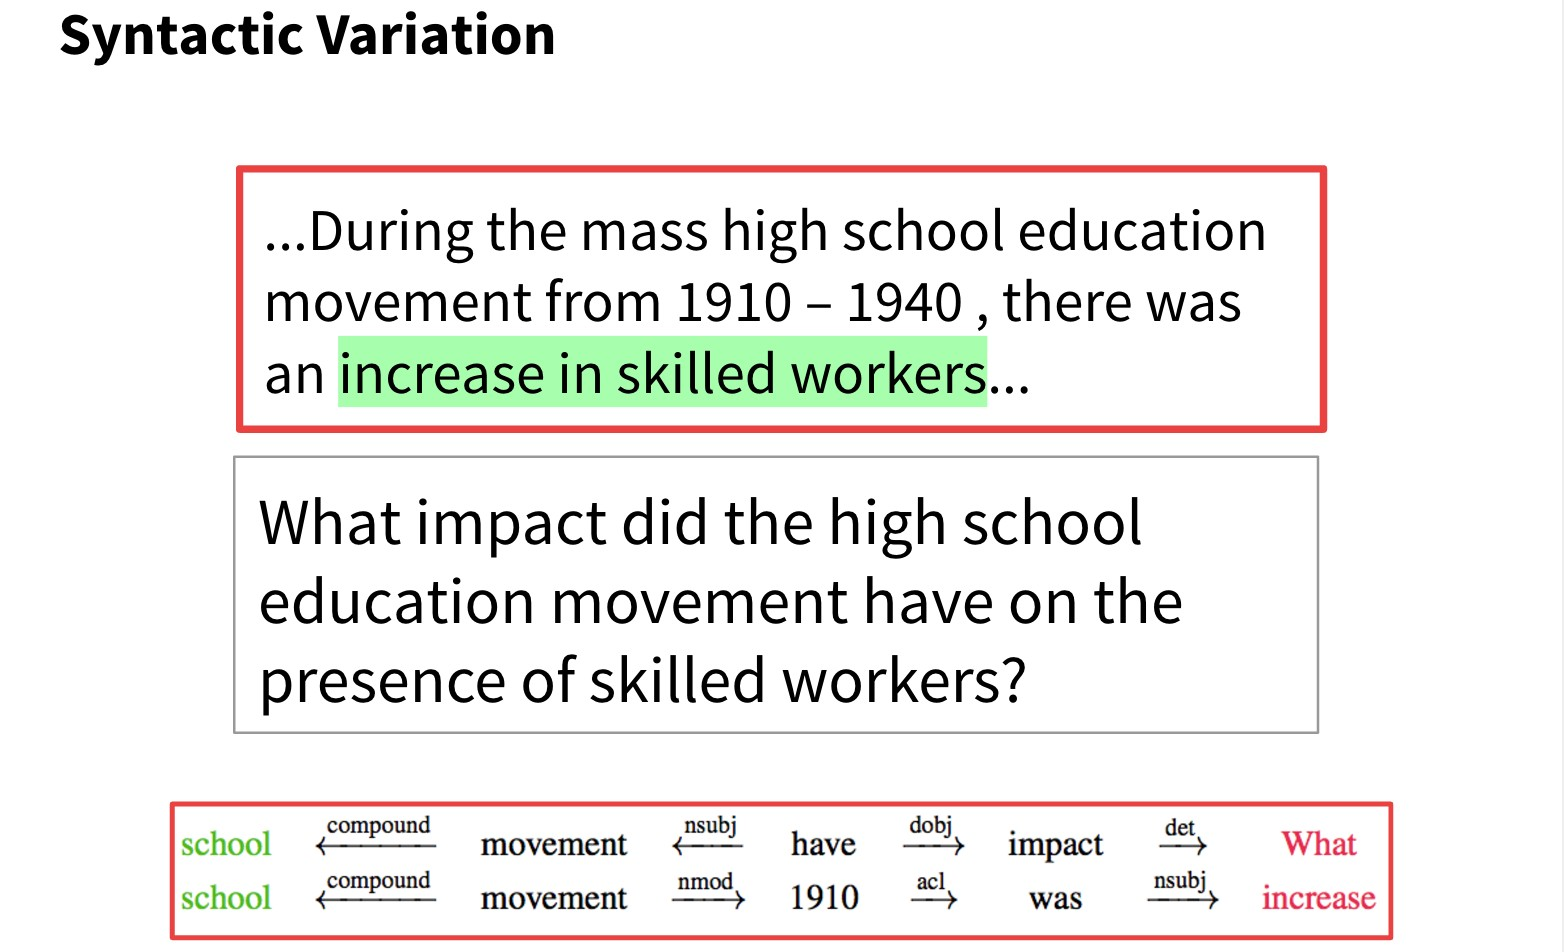 Syntactic Variation
...During the mass high school education
movement from 1910 – 1940 , there was
an increase in skilled workers...
What impact did the high school
education movement have on the
presence of skilled workers?
school compound movement nsubj have dobj impact det What
school compound movement nmod 1910 acl was nsubj increase